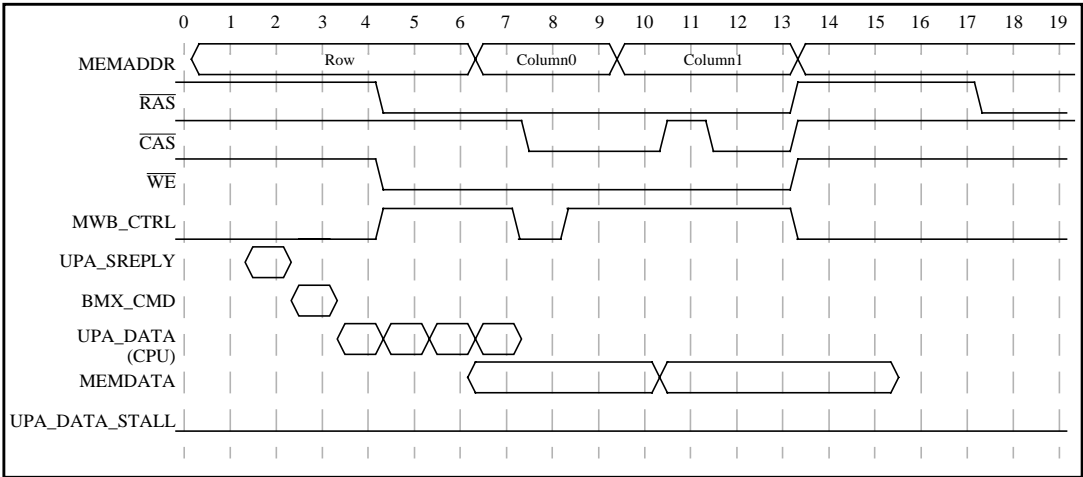 0 1 2 3 4 5 6 7 8 9 10 11 12 13 14 15 16 17 18 19
MEMADDR Row Column0 Column1
RAS
CAS
WE
MWB_CTRL
UPA_SREPLY
BMX_CMD
UPA_DATA
(CPU)
MEMDATA
UPA_DATA_STALL